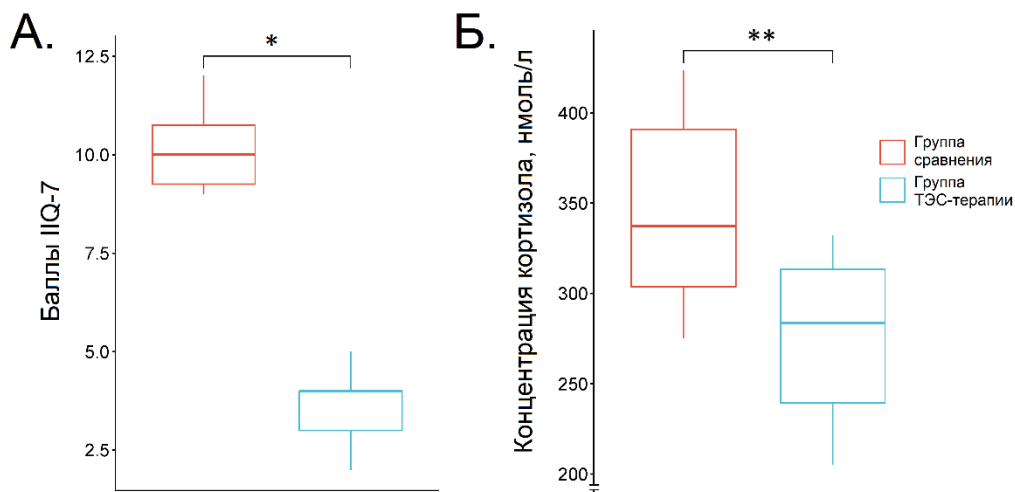 А.
*
12.5
10.0
7.5
5.0
2.5
Баллы IIQ-7
Б.
**
400
350
300
250
200
Концентрация кортизола, нмоль/л
Группа
сравнения
Группа
ТЭС-терапии